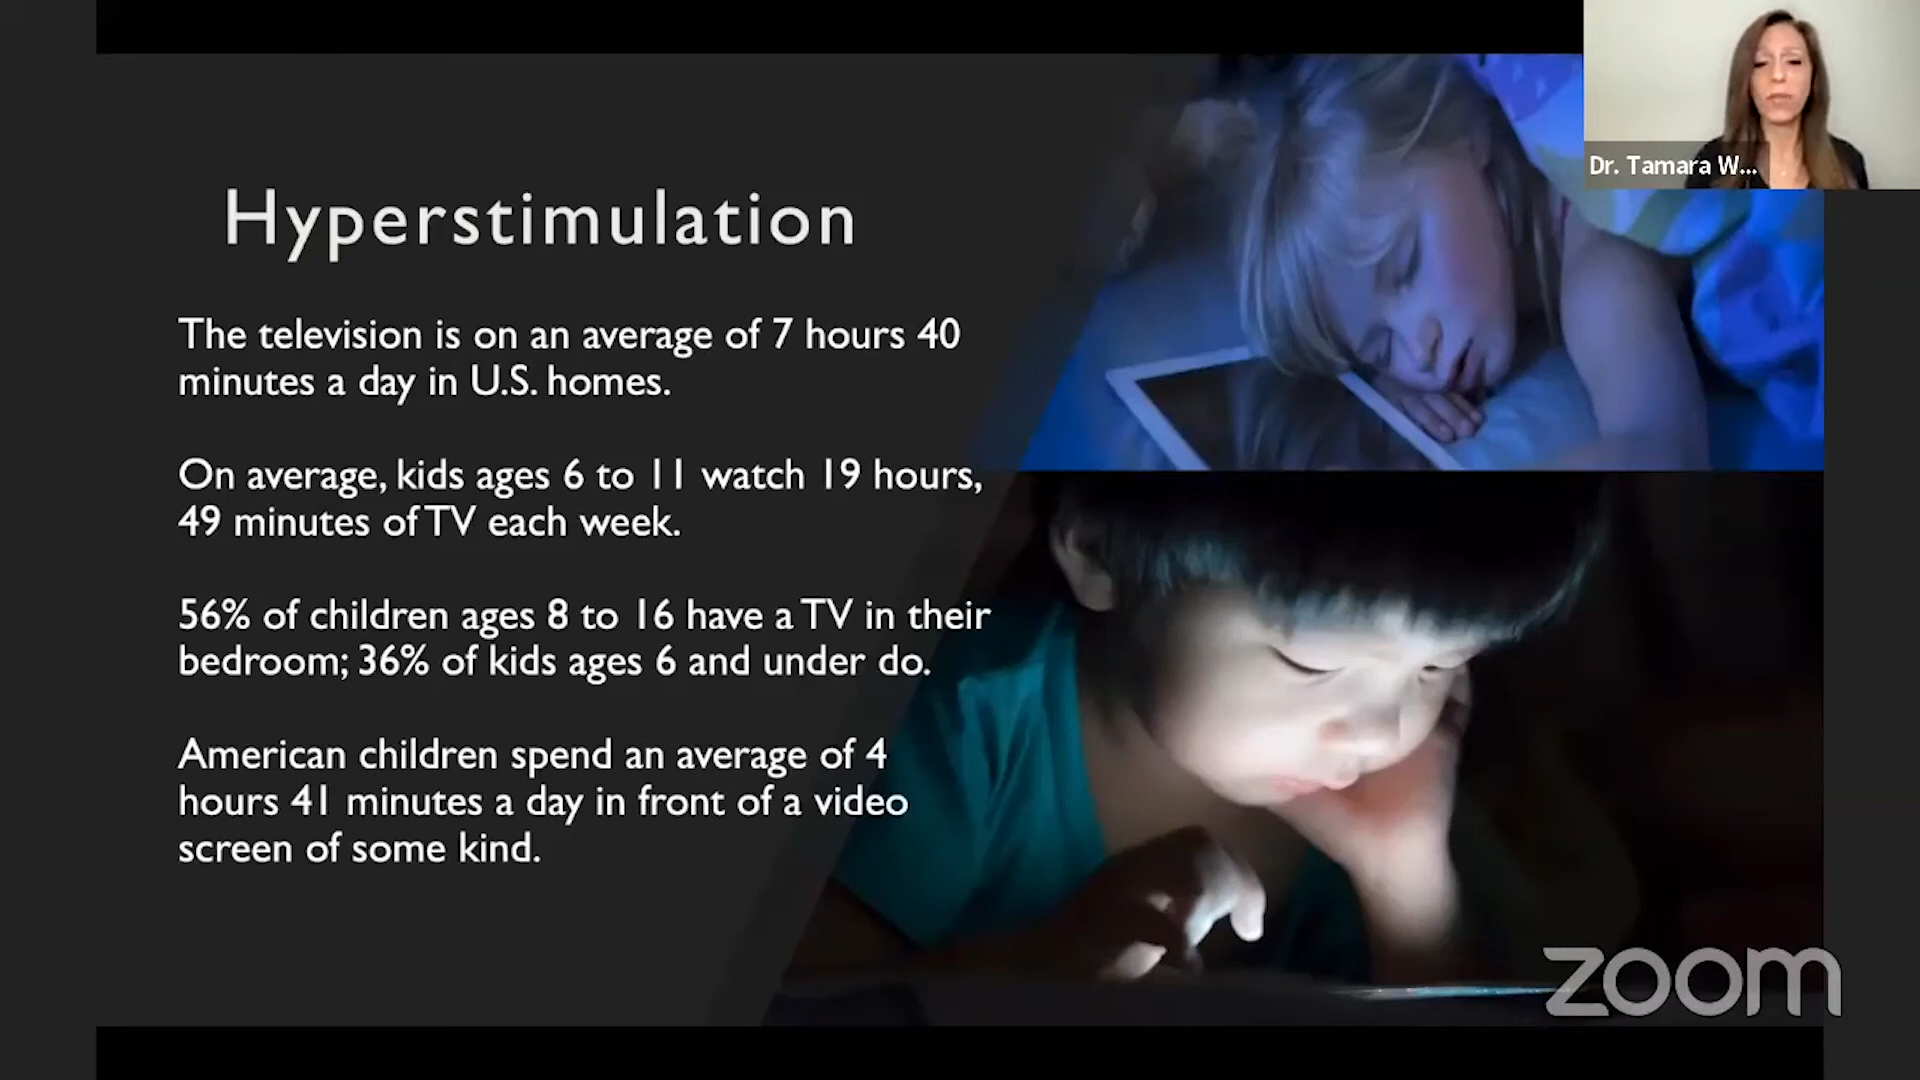 Dr. Tamara W...
Hyperstimulation
The television is on an average of 7 hours 40
minutes a day in U.S. homes.
On average, kids ages 6 to 11 watch 19 hours,
49 minutes of TV each week.
56% of children ages 8 to 16 have a TV in their
bedroom; 36% of kids ages 6 and under do.
American children spend an average of 4
hours 41 minutes a day in front of a video
screen of some kind.
zoom